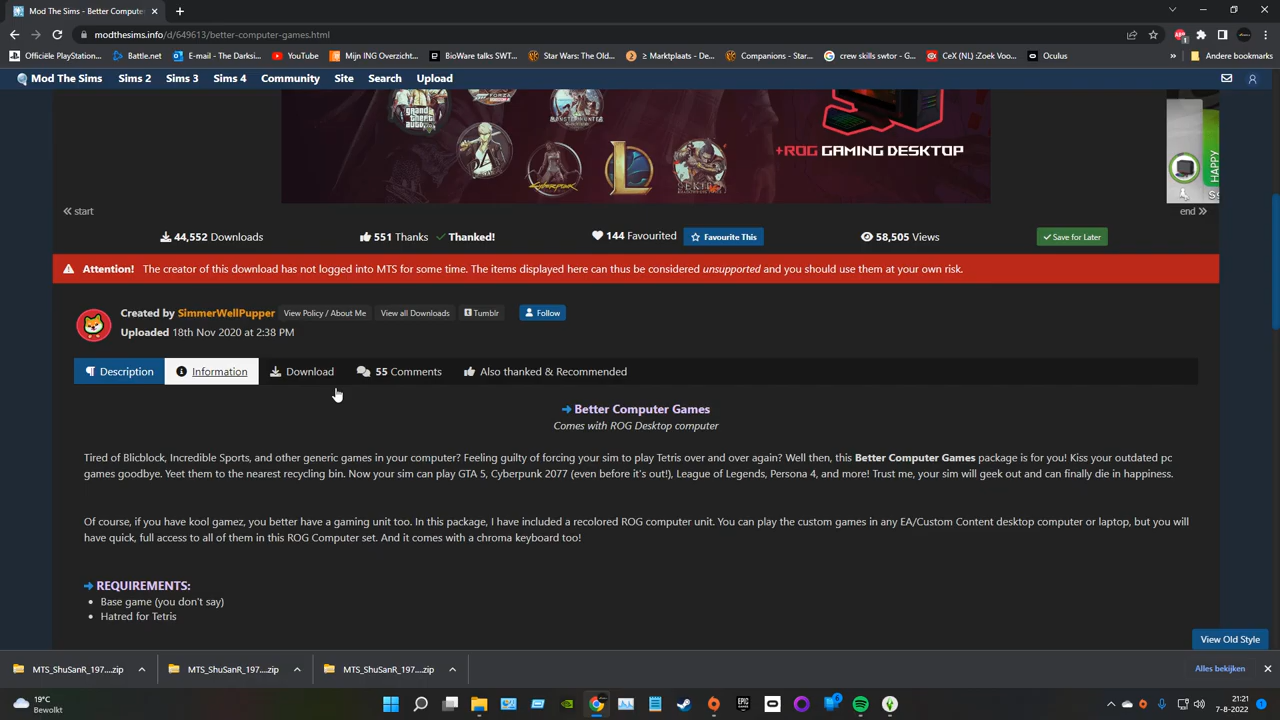 Mod The Sims - Better Computer
modthesims.info/d/649613/better-computer-games.html
Officiële PlayStation... Battle.net E-mail - The Darksi... YouTube Mijn ING Overzicht... BioWare talks SWT... Star Wars: The Old... ≥ Marktplaats - De... Companions - Star... crew skills swtor - G... CeX (NL) Zoek Voo... Oculus » Andere bookmarks
Mod The Sims Sims 2 Sims 3 Sims 4 Community Site Search Upload
+ROG GAMING DESKTOP
HAPPY
« start
end »
44,552 Downloads 551 Thanks Thanked! 144 Favourited Favourite This 58,505 Views Save for Later
Attention! The creator of this download has not logged into MTS for some time. The items displayed here can thus be considered unsupported and you should use them at your own risk.
Created by SimmerWellPupper View Policy / About Me View all Downloads Tumblr Follow
Uploaded 18th Nov 2020 at 2:38 PM
Description Information Download 55 Comments Also thanked & Recommended
Better Computer Games
Comes with ROG Desktop computer
Tired of Blicblock, Incredible Sports, and other generic games in your computer? Feeling guilty of forcing your sim to play Tetris over and over again? Well then, this Better Computer Games package is for you! Kiss your outdated pc
games goodbye. Yeet them to the nearest recycling bin. Now your sim can play GTA 5, Cyberpunk 2077 (even before it's out!), League of Legends, Persona 4, and more! Trust me, your sim will geek out and can finally die in happiness.
Of course, if you have kool gamez, you better have a gaming unit too. In this package, I have included a recolored ROG computer unit. You can play the custom games in any EA/Custom Content desktop computer or laptop, but you will
have quick, full access to all of them in this ROG Computer set. And it comes with a chroma keyboard too!
REQUIREMENTS:
• Base game (you don't say)
• Hatred for Tetris
View Old Style
MTS_ShuSanR_197....zip MTS_ShuSanR_197....zip MTS_ShuSanR_197....zip Alles bekijken
19°C
Bewolkt
21:21
7-8-2022